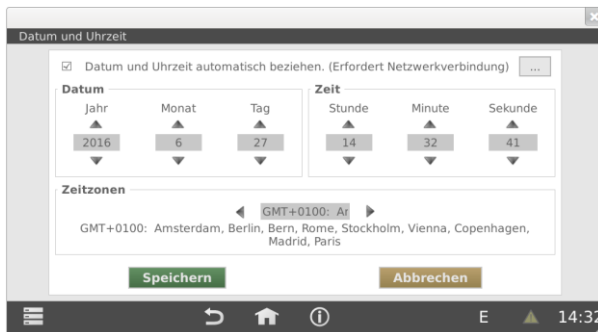 Datum und Uhrzeit
Datum und Uhrzeit automatisch beziehen. (Erfordert Netzwerkverbindung) ...
Datum
Zeit
Jahr Monat Tag Stunde Minute Sekunde
2016 6 27 14 32 41
Zeitzonen
GMT+0100: Ar
GMT+0100: Amsterdam, Berlin, Bern, Rome, Stockholm, Vienna, Copenhagen,
Madrid, Paris
Speichern Abbrechen
E 14:32